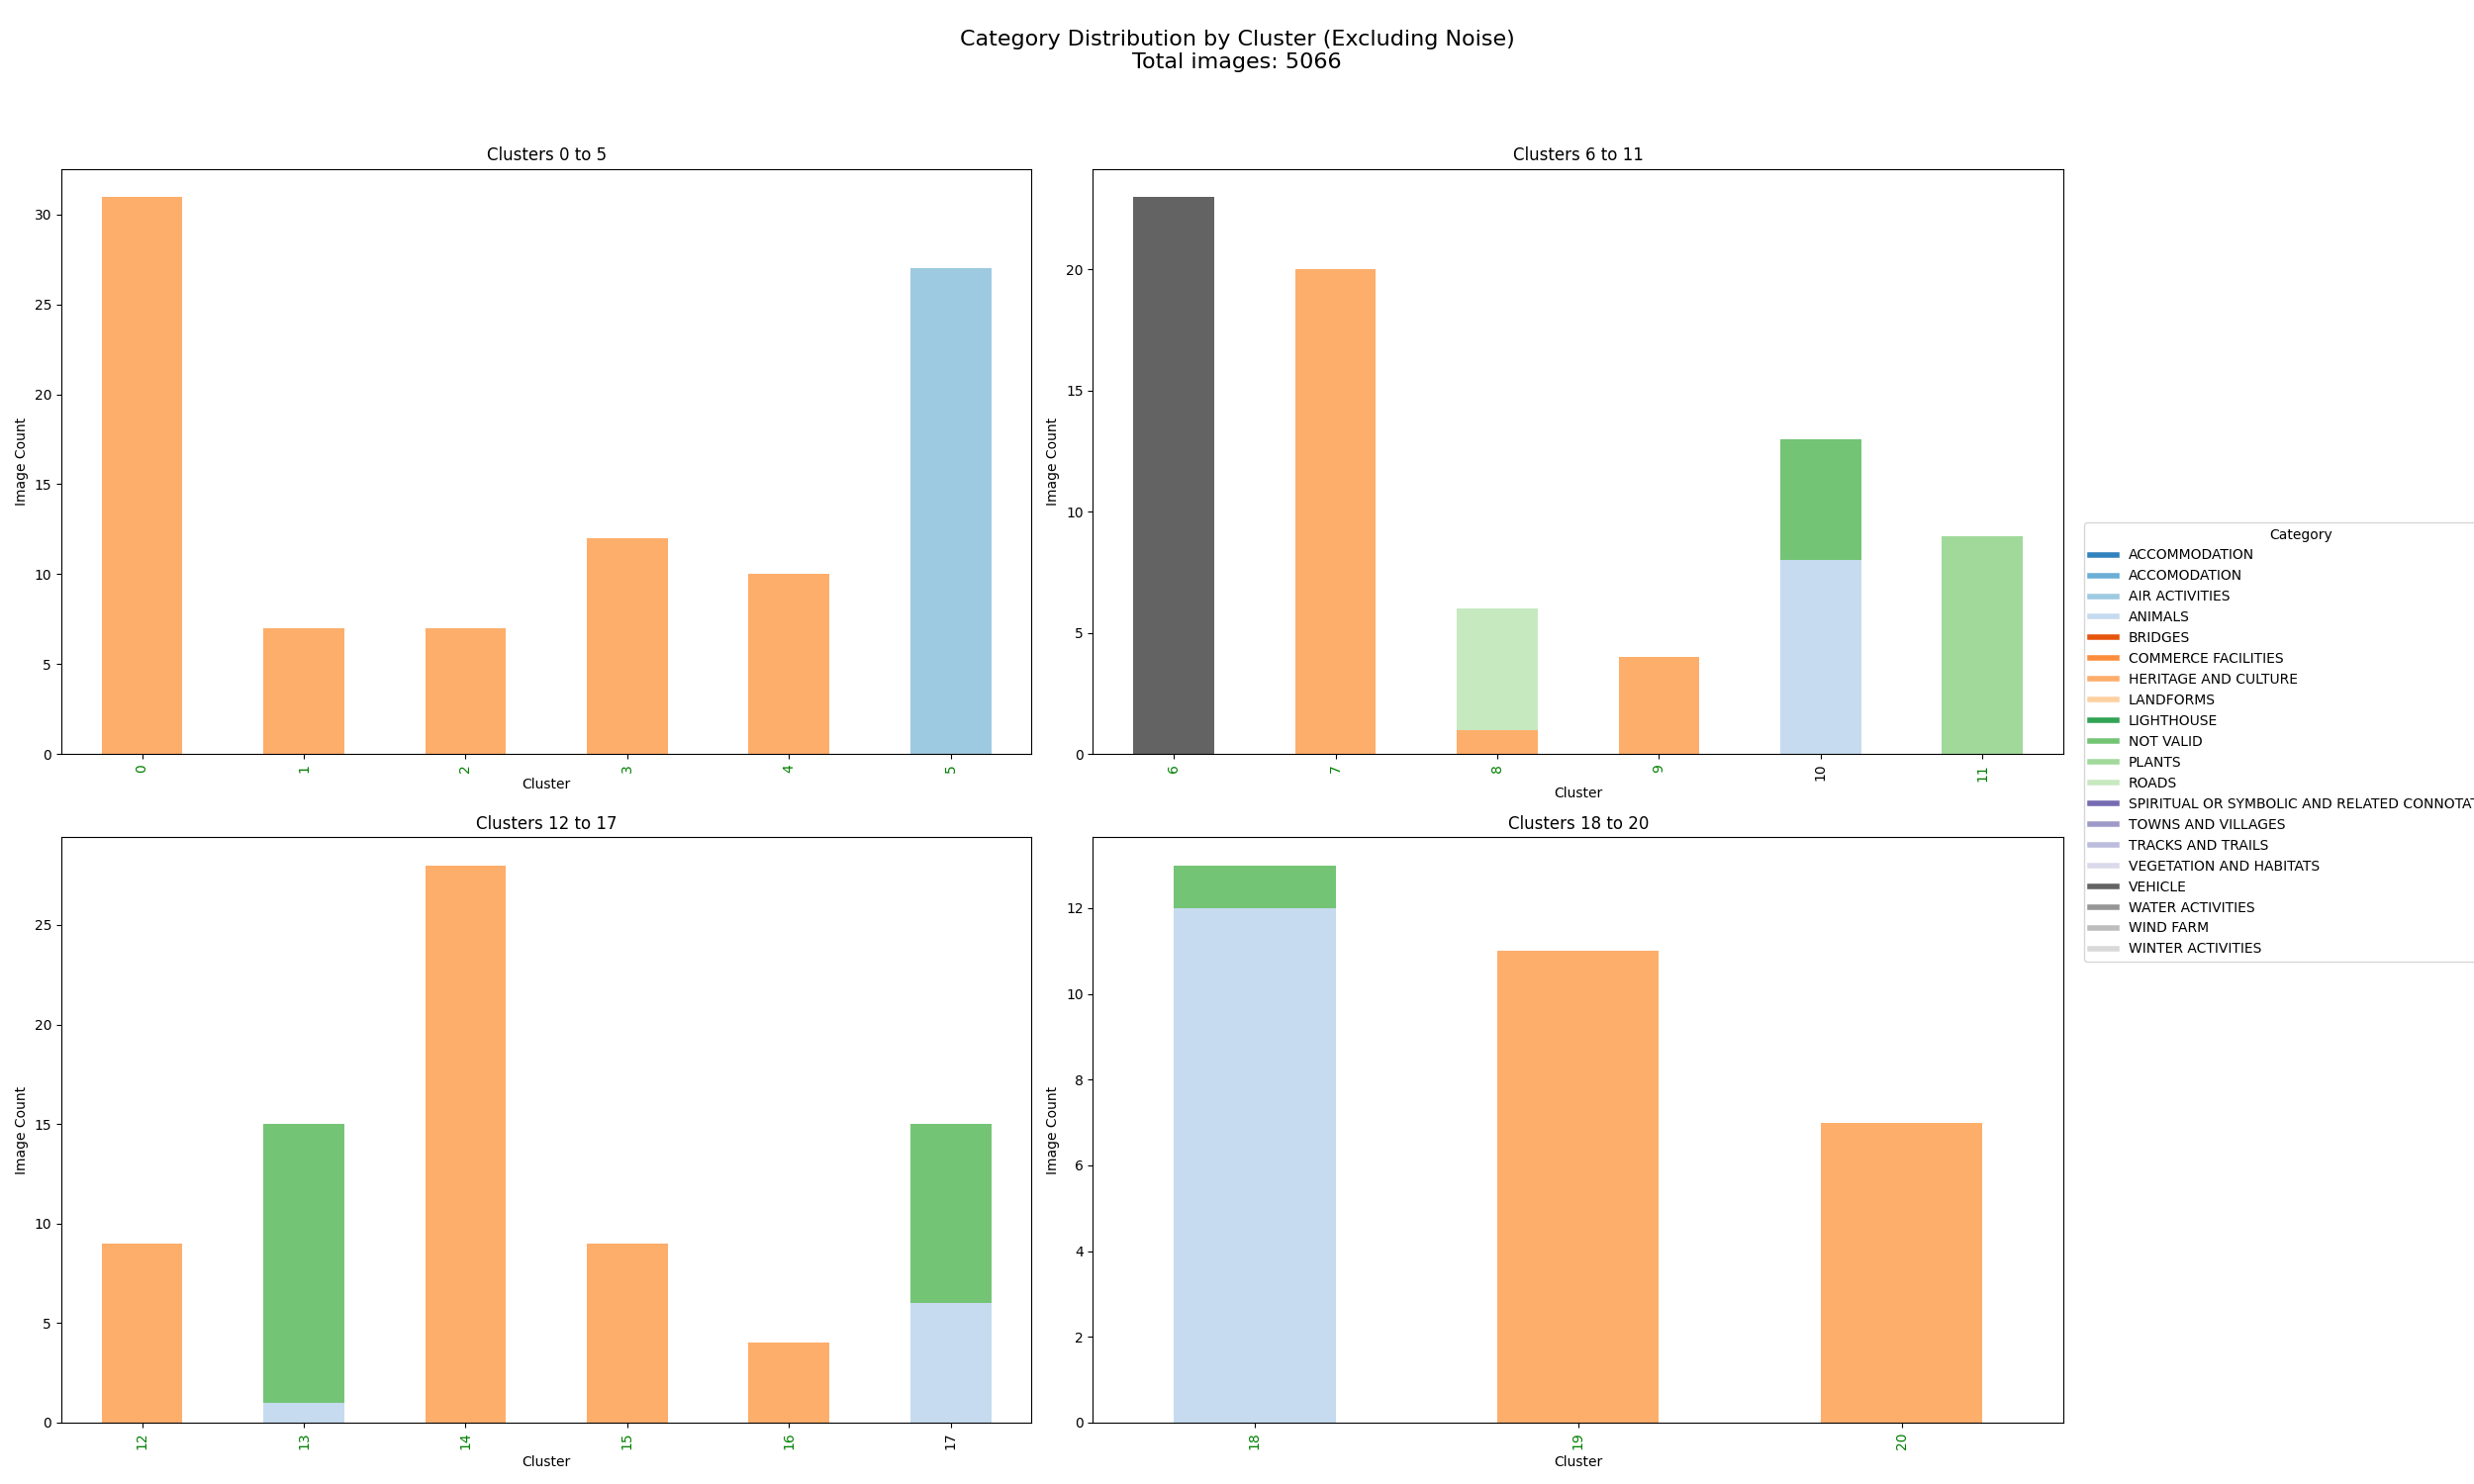 Category Distribution by Cluster (Excluding Noise)
Total images: 5066
Clusters 0 to 5
30
25
20
15
10
5
0
Image Count
0 1 2 3 4 5
Cluster
Clusters 6 to 11
20
15
10
5
0
Image Count
6 7 8 9 10 11
Cluster
Clusters 12 to 17
25
20
15
10
5
0
Image Count
12 13 14 15 16 17
Cluster
Clusters 18 to 20
12
10
8
6
4
2
0
Image Count
18 19 20
Cluster
Category
ACCOMMODATION
ACCOMODATION
AIR ACTIVITIES
ANIMALS
BRIDGES
COMMERCE FACILITIES
HERITAGE AND CULTURE
LANDFORMS
LIGHTHOUSE
NOT VALID
PLANTS
ROADS
SPIRITUAL OR SYMBOLIC AND RELATED
TOWNS AND VILLAGES
TRACKS AND TRAILS
VEGETATION AND HABITATS
VEHICLE
WATER ACTIVITIES
WIND FARM
WINTER ACTIVITIES